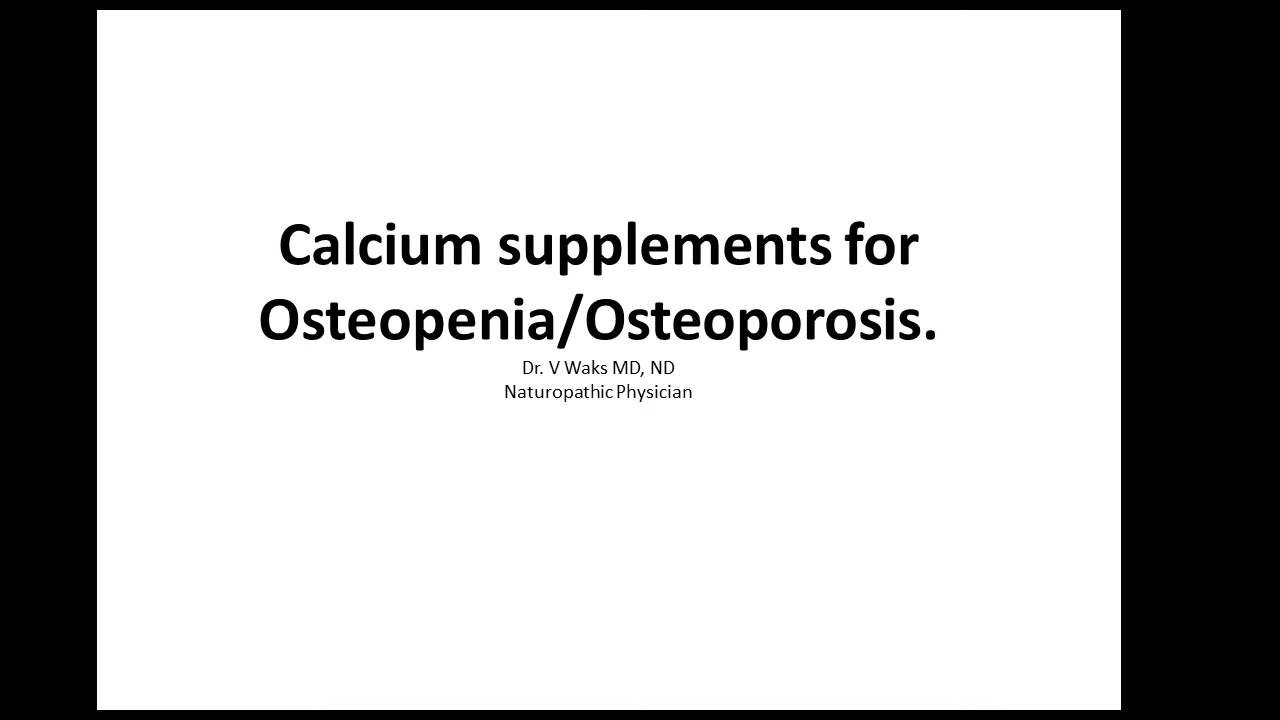 Calcium supplements for
Osteopenia/Osteoporosis.
Dr. V Waks MD, ND
Naturopathic Physician